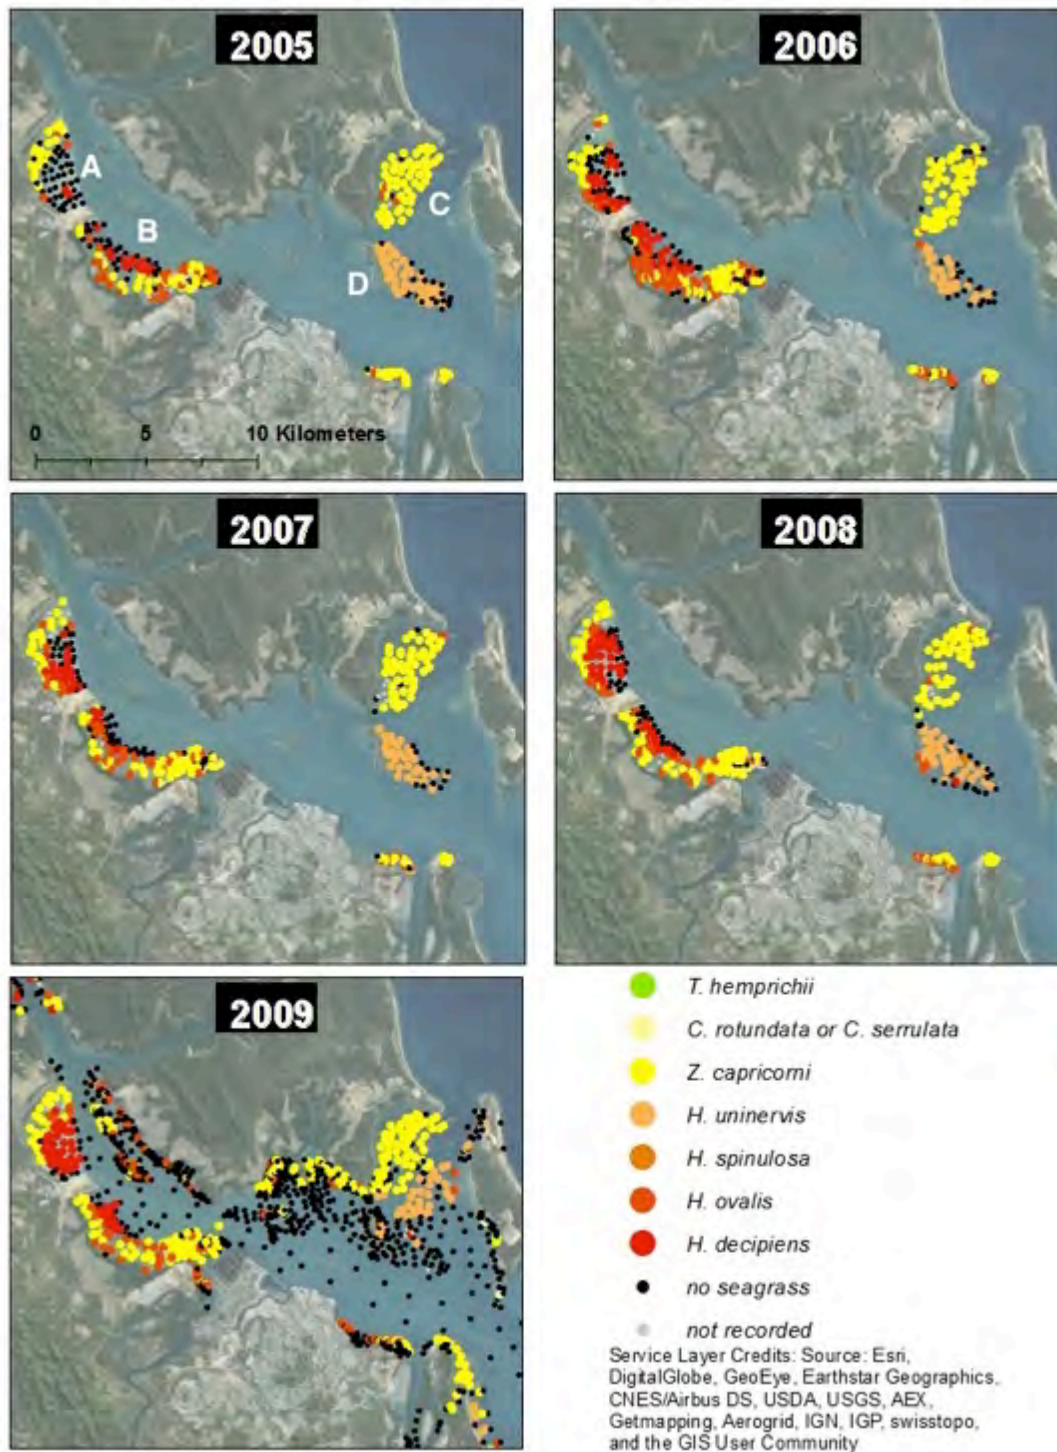 2005
2006
A
B
C
D
0 5 10 Kilometers
2007
2008
2009
T. hemprichii
C. rotundata or C. serrulata
Z. capricorni
H. uninervis
H. spinulosa
H. ovalis
H. decipiens
no seagrass
not recorded
Service Layer Credits: Source: Esri,
DigitalGlobe, GeoEye, Earthstar Geographics,
CNES/Airbus DS, USDA, USGS, AEX,
Getmapping, Aerogrid, IGN, IGP, swisstopo,
and the GIS User Community